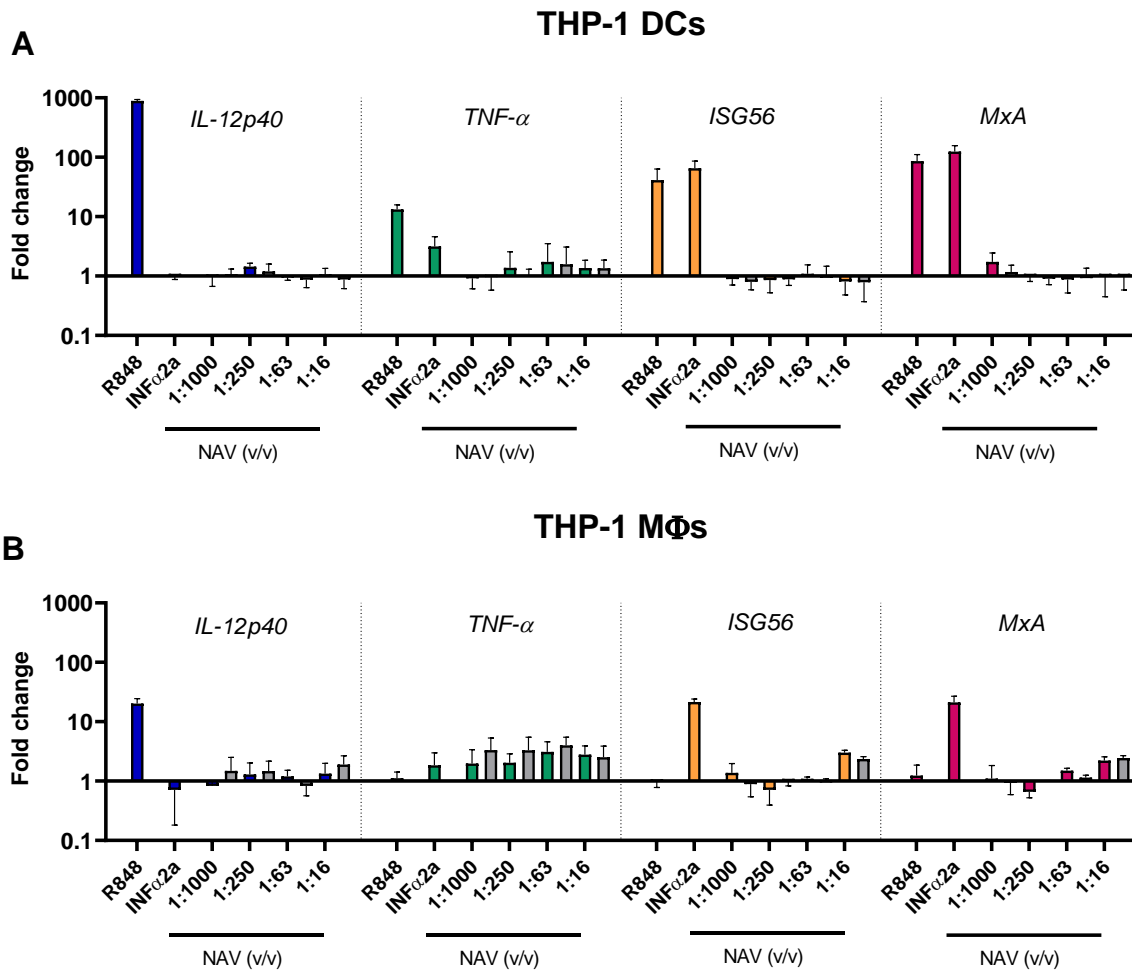 THP-1 DCs
A
Fold change
1000
100
10
1
0.1
IL-12p40
TNF-α
ISG56
MxA
R848
INFα2a
1:1000
1:250
1:63
1:16
R848
INFα2a
1:1000
1:250
1:63
1:16
R848
INFα2a
1:1000
1:250
1:63
1:16
R848
INFα2a
1:1000
1:250
1:63
1:16
NAV (v/v)
NAV (v/v)
NAV (v/v)
NAV (v/v)
THP-1 MΦs
B
Fold change
1000
100
10
1
0.1
IL-12p40
TNF-α
ISG56
MxA
R848
INFα2a
1:1000
1:250
1:63
1:16
R848
INFα2a
1:1000
1:250
1:63
1:16
R848
INFα2a
1:1000
1:250
1:63
1:16
R848
INFα2a
1:1000
1:250
1:63
1:16
NAV (v/v)
NAV (v/v)
NAV (v/v)
NAV (v/v)